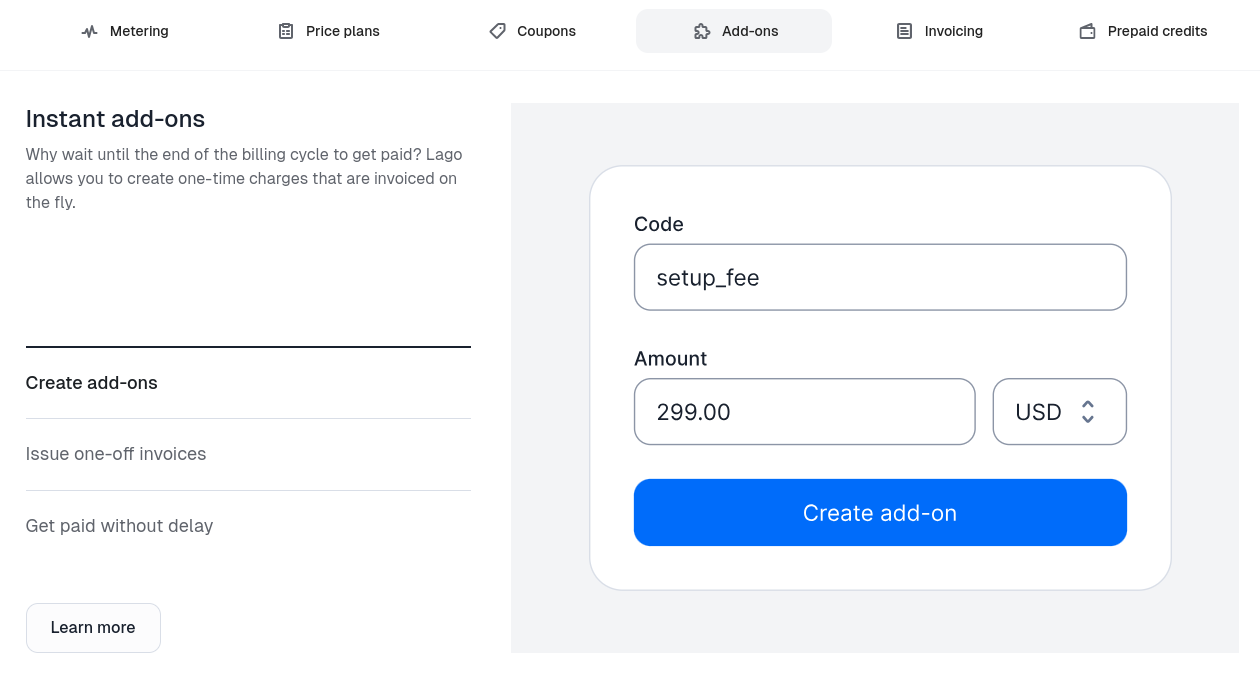 Metering
Price plans
Coupons
Add-ons
Invoicing
Prepaid credits
Instant add-ons
Why wait until the end of the billing cycle to get paid? Lago
allows you to create one-time charges that are invoiced on
the fly.
Create add-ons
Issue one-off invoices
Get paid without delay
Learn more
Code
setup_fee
Amount
299.00
USD
Create add-on